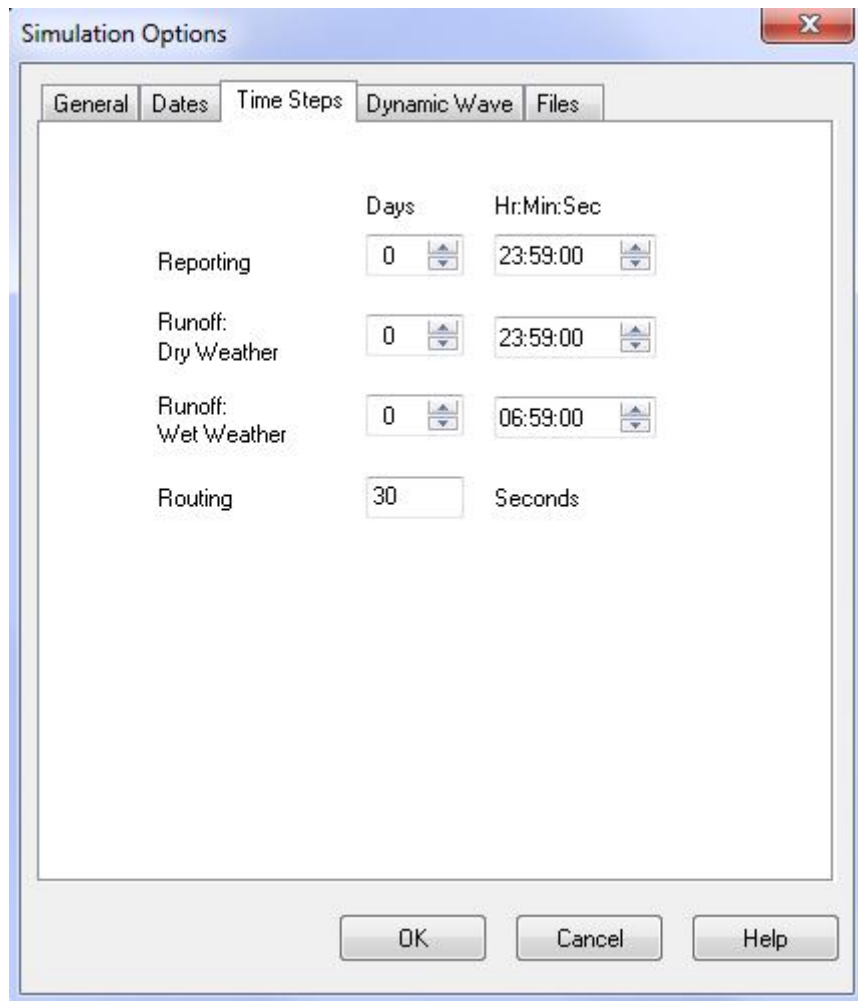 Simulation Options
General Dates Time Steps Dynamic Wave Files
Days Hr:Min:Sec
Reporting 0 23:59:00
Runoff:
Dry Weather 0 23:59:00
Runoff:
Wet Weather 0 06:59:00
Routing 30 Seconds
OK Cancel Help